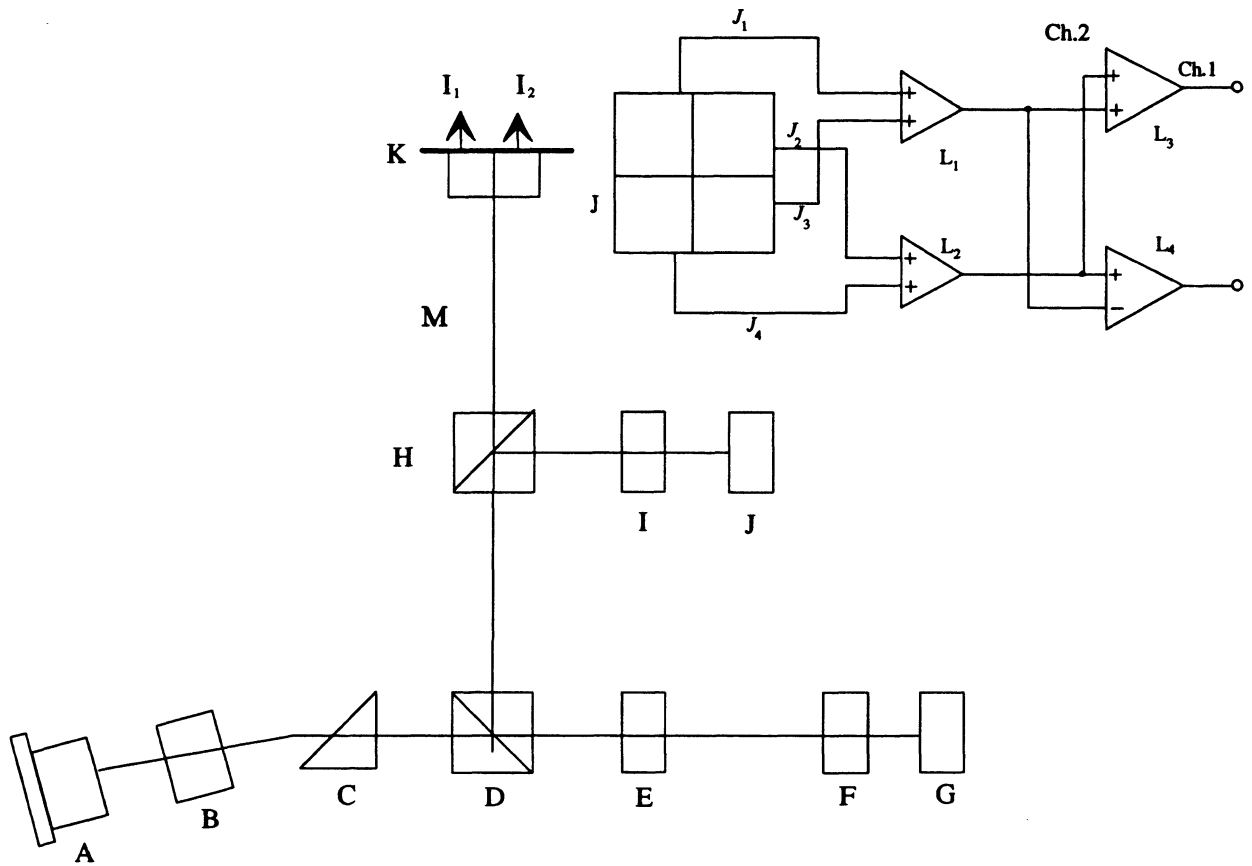 J₁
Ch.2
Ch.1
I₁ I₂
+
+
+
+
K
J₂
L₁
L₃
J
J₃
L₂
L₄
+
+
+
−
M
J₄
H
I
J
A
B
C
D
E
F
G